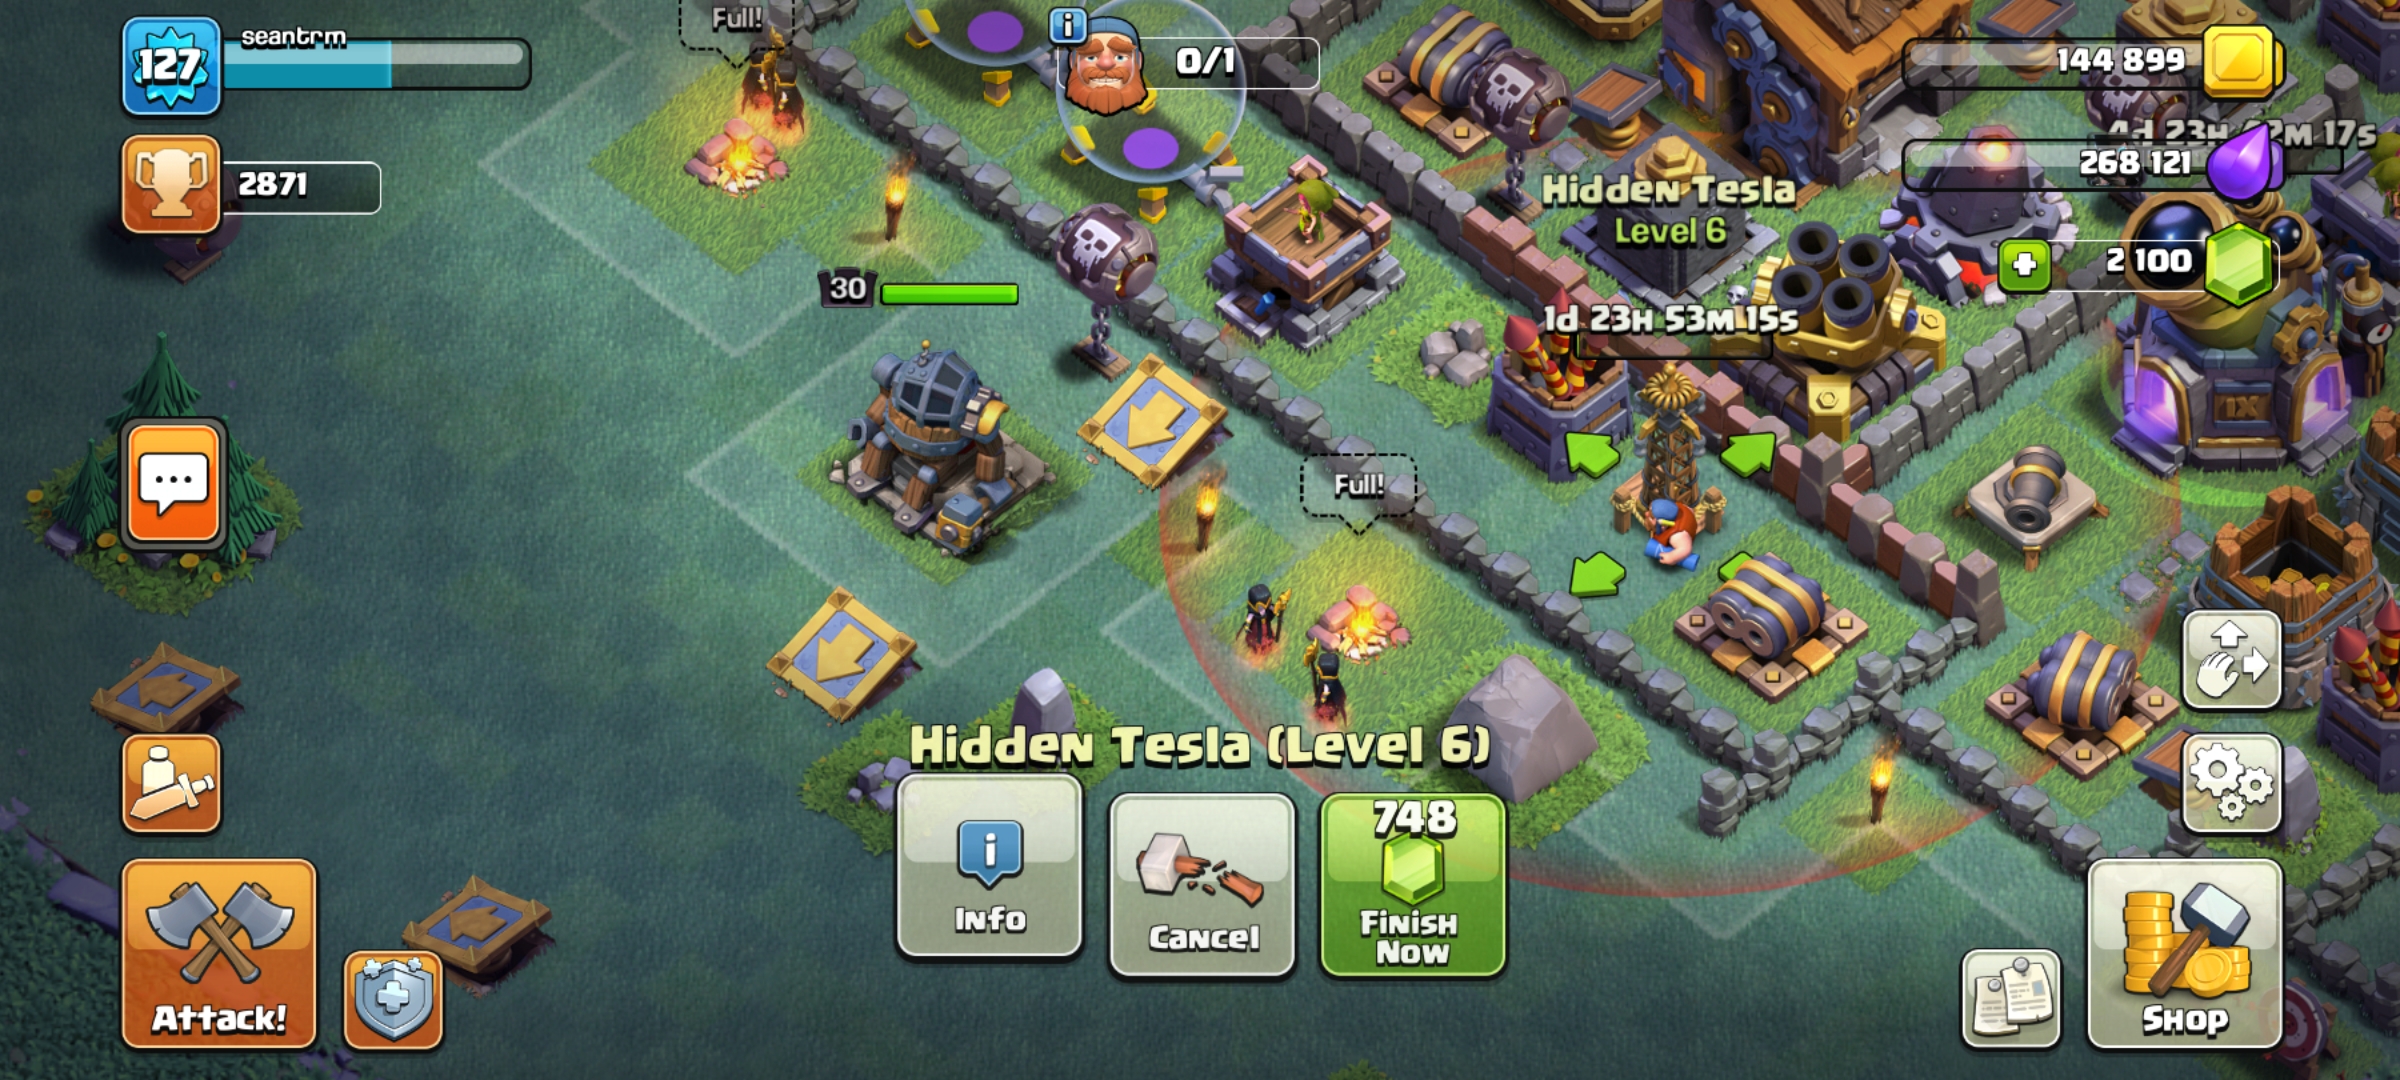 Full!
127
seantrm
0/1
144 899
2871
268 121
2 100
Hidden Tesla
Level 6
1d 23h 53m 15s
30
Full!
IX
Hidden Tesla (Level 6)
Info
Cancel
748
Finish
Now
Attack!
Shop